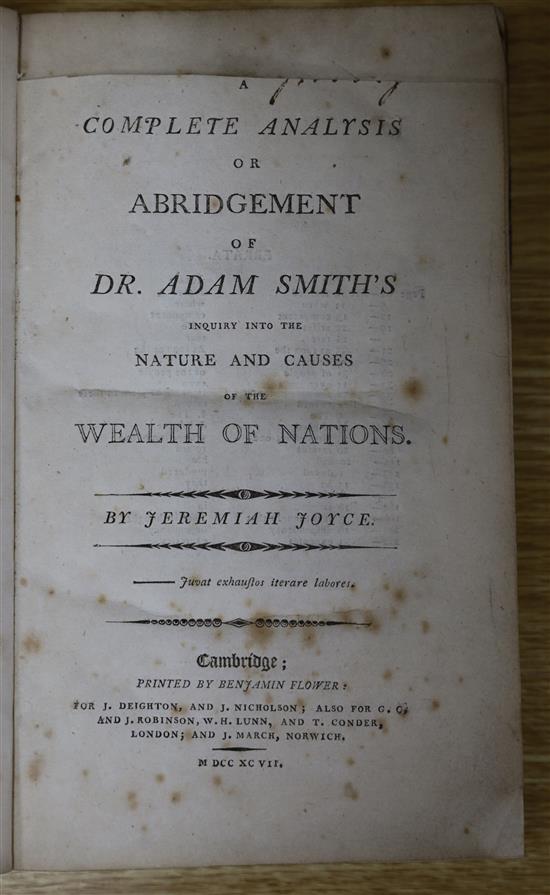 A
COMPLETE ANALYSIS
OR
ABRIDGEMENT
OF
DR. ADAM SMITH'S
INQUIRY INTO THE
NATURE AND CAUSES
OF THE
WEALTH OF NATIONS.
BY JEREMIAH JOYCE.
Juvat exhauſtos iterare labores.
Cambridge;
PRINTED BY BENJAMIN FLOWER:
FOR J. DEIGHTON, AND J. NICHOLSON; ALSO FOR G. G.
AND J. ROBINSON, W. H. LUNN, AND T. CONDER,
LONDON; AND J. MARCH, NORWICH.
M DCC XC VII.